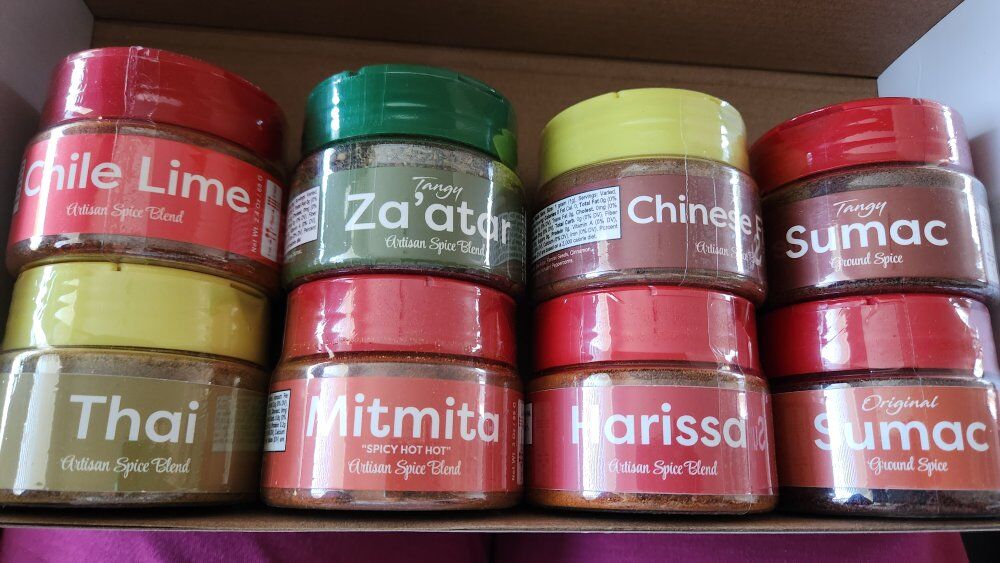 Chile Lime
Artisan Spice Blend
Tangy
Za'atar
Artisan Spice Blend
Chinese
Artisan
Tangy
Sumac
Ground Spice
Thai
Artisan Spice Blend
Mitmita
"SPICY HOT HOT"
Artisan Spice Blend
Harissa
Artisan Spice Blend
Original
Sumac
Ground Spice